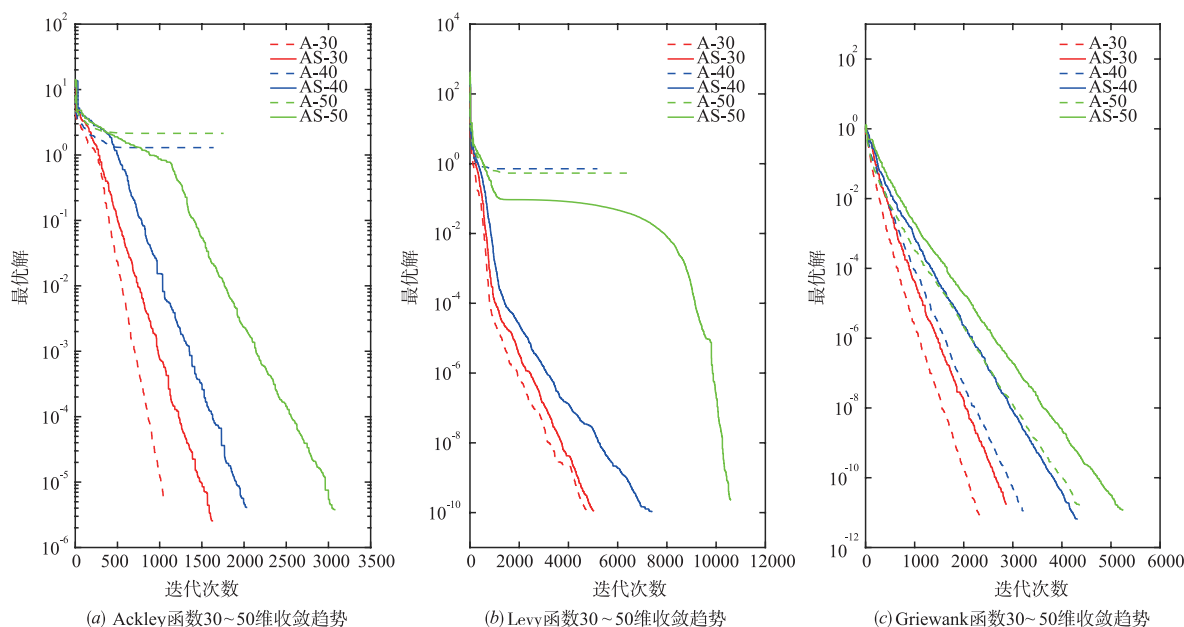 10^2
10^1
10^0
10^-1
10^-2
10^-3
10^-4
10^-5
10^-6
最优解
0 500 1000 1500 2000 2500 3000 3500
迭代次数
A-30
AS-30
A-40
AS-40
A-50
AS-50
(a) Ackley函数30~50维收敛趋势
10^4
10^2
10^0
10^-2
10^-4
10^-6
10^-8
10^-10
最优解
0 2000 4000 6000 8000 10000 12000
迭代次数
A-30
AS-30
A-40
AS-40
A-50
AS-50
(b) Levy函数30~50维收敛趋势
10^2
10^0
10^-2
10^-4
10^-6
10^-8
10^-10
10^-12
最优解
0 1000 2000 3000 4000 5000 6000
迭代次数
A-30
AS-30
A-40
AS-40
A-50
AS-50
(c) Griewank函数30~50维收敛趋势